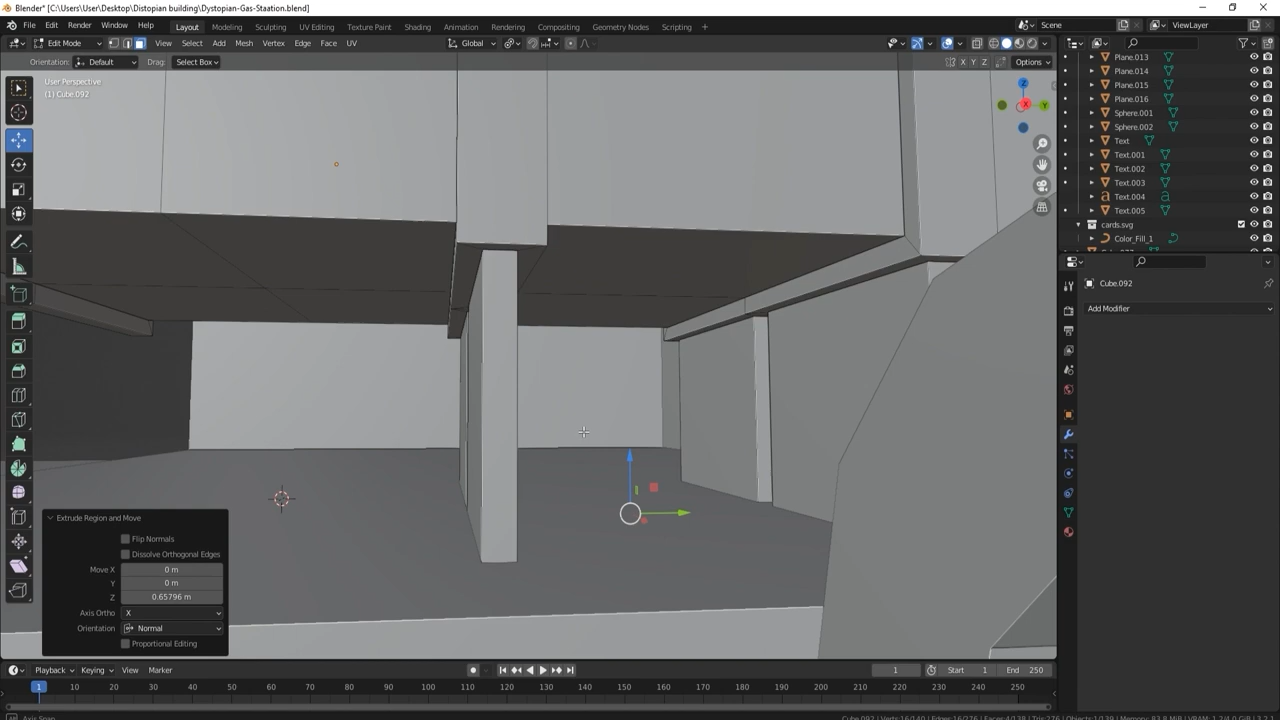 Blender* [C:\Users\User\Desktop\Distopian building\Dystopian-Gas-Staation.blend]
File Edit Render Window Help Layout Modeling Sculpting UV Editing Texture Paint Shading Animation Rendering Compositing Geometry Nodes Scripting + Scene ViewLayer
Edit Mode View Select Add Mesh Vertex Edge Face UV Global
Orientation: Default Drag: Select Box X Y Z Options
User Perspective
(1) Cube.092
Z
X
Y
Plane.013
Plane.014
Plane.015
Plane.016
Sphere.001
Sphere.002
Text
Text.001
Text.002
Text.003
Text.004
Text.005
cards.svg
Color_Fill_1
Cube.092
Add Modifier
Extrude Region and Move
Flip Normals
Dissolve Orthogonal Edges
Move X 0 m
Y 0 m
Z 0.65796 m
Axis Ortho X
Orientation Normal
Proportional Editing
Playback Keying View Marker 1 Start 1 End 250
1 10 20 30 40 50 60 70 80 90 100 110 120 130 140 150 160 170 180 190 200 210 220 230 240 250